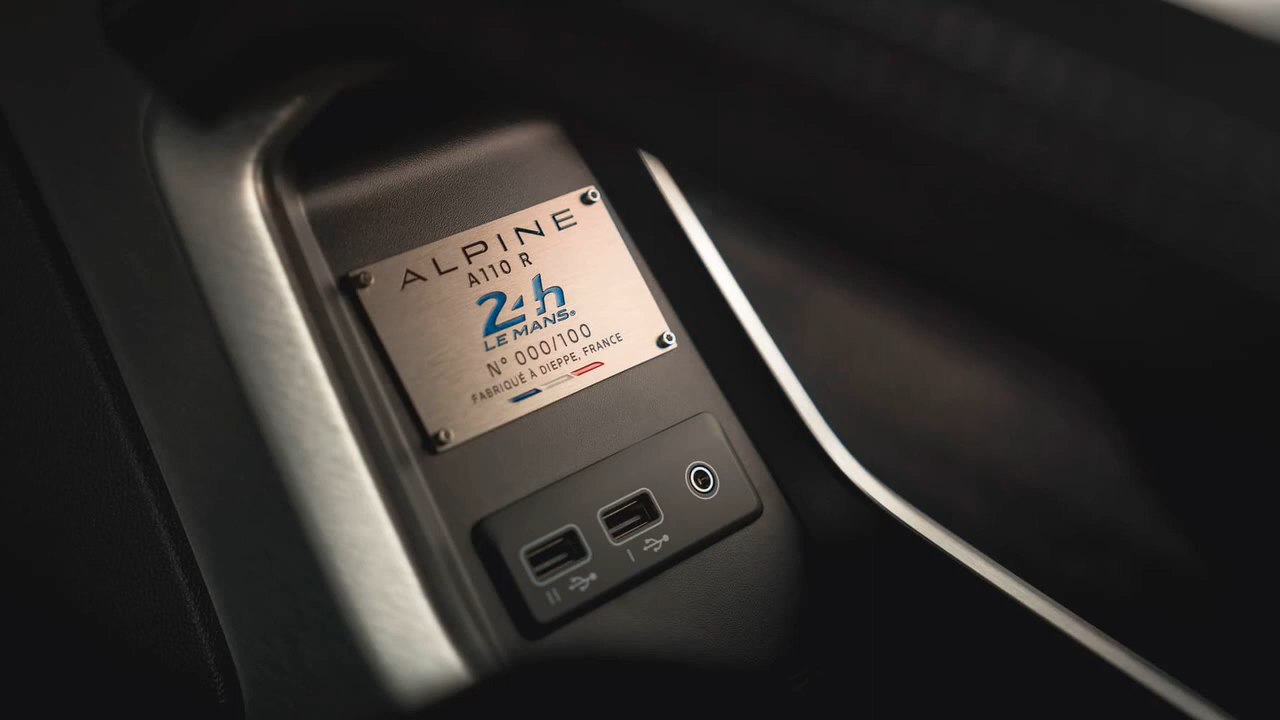 ALPINE
A110 R
24h
LE MANS®
N° 000/100
FABRIQUÉ À DIEPPE, FRANCE
II
I